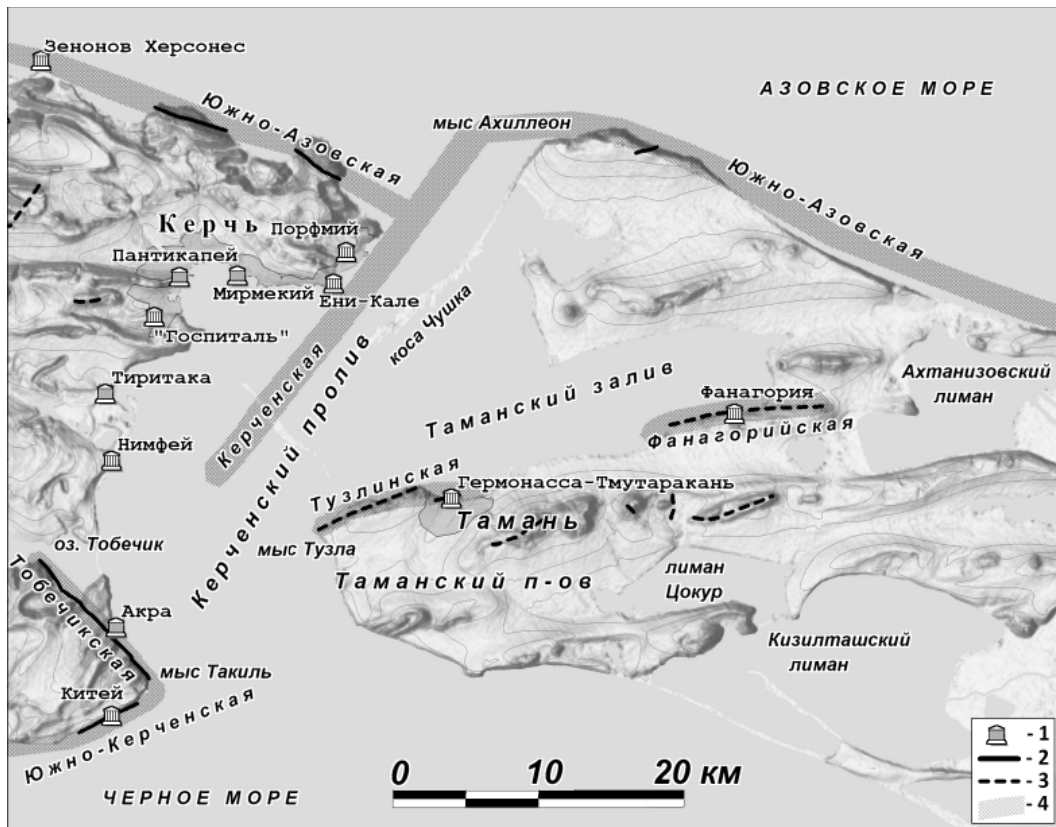 Зенонов Херсонес
АЗОВСКОЕ МОРЕ
Южно-Азовская
мыс Ахиллеон
Южно-Азовская
Керчь
Порфмий
Пантикапей
Мирмекий
Ени-Кале
"Госпиталь"
коса Чушка
Тиритака
Керченская
Керченский пролив
Таманский залив
Ахтанизовский
лиман
Фанагория
Фанагорийская
Нимфей
Тузлинская
Гермонасса-Тмутаракань
Тамань
оз. Тобечик
мыс Тузла
Таманский п-ов
лиман
Цокур
Тобечикская
Акра
Кизилташский
лиман
мыс Такиль
Китей
Южно-Керченская
ЧЕРНОЕ МОРЕ
0 10 20 км
- 1
- 2
- 3
- 4